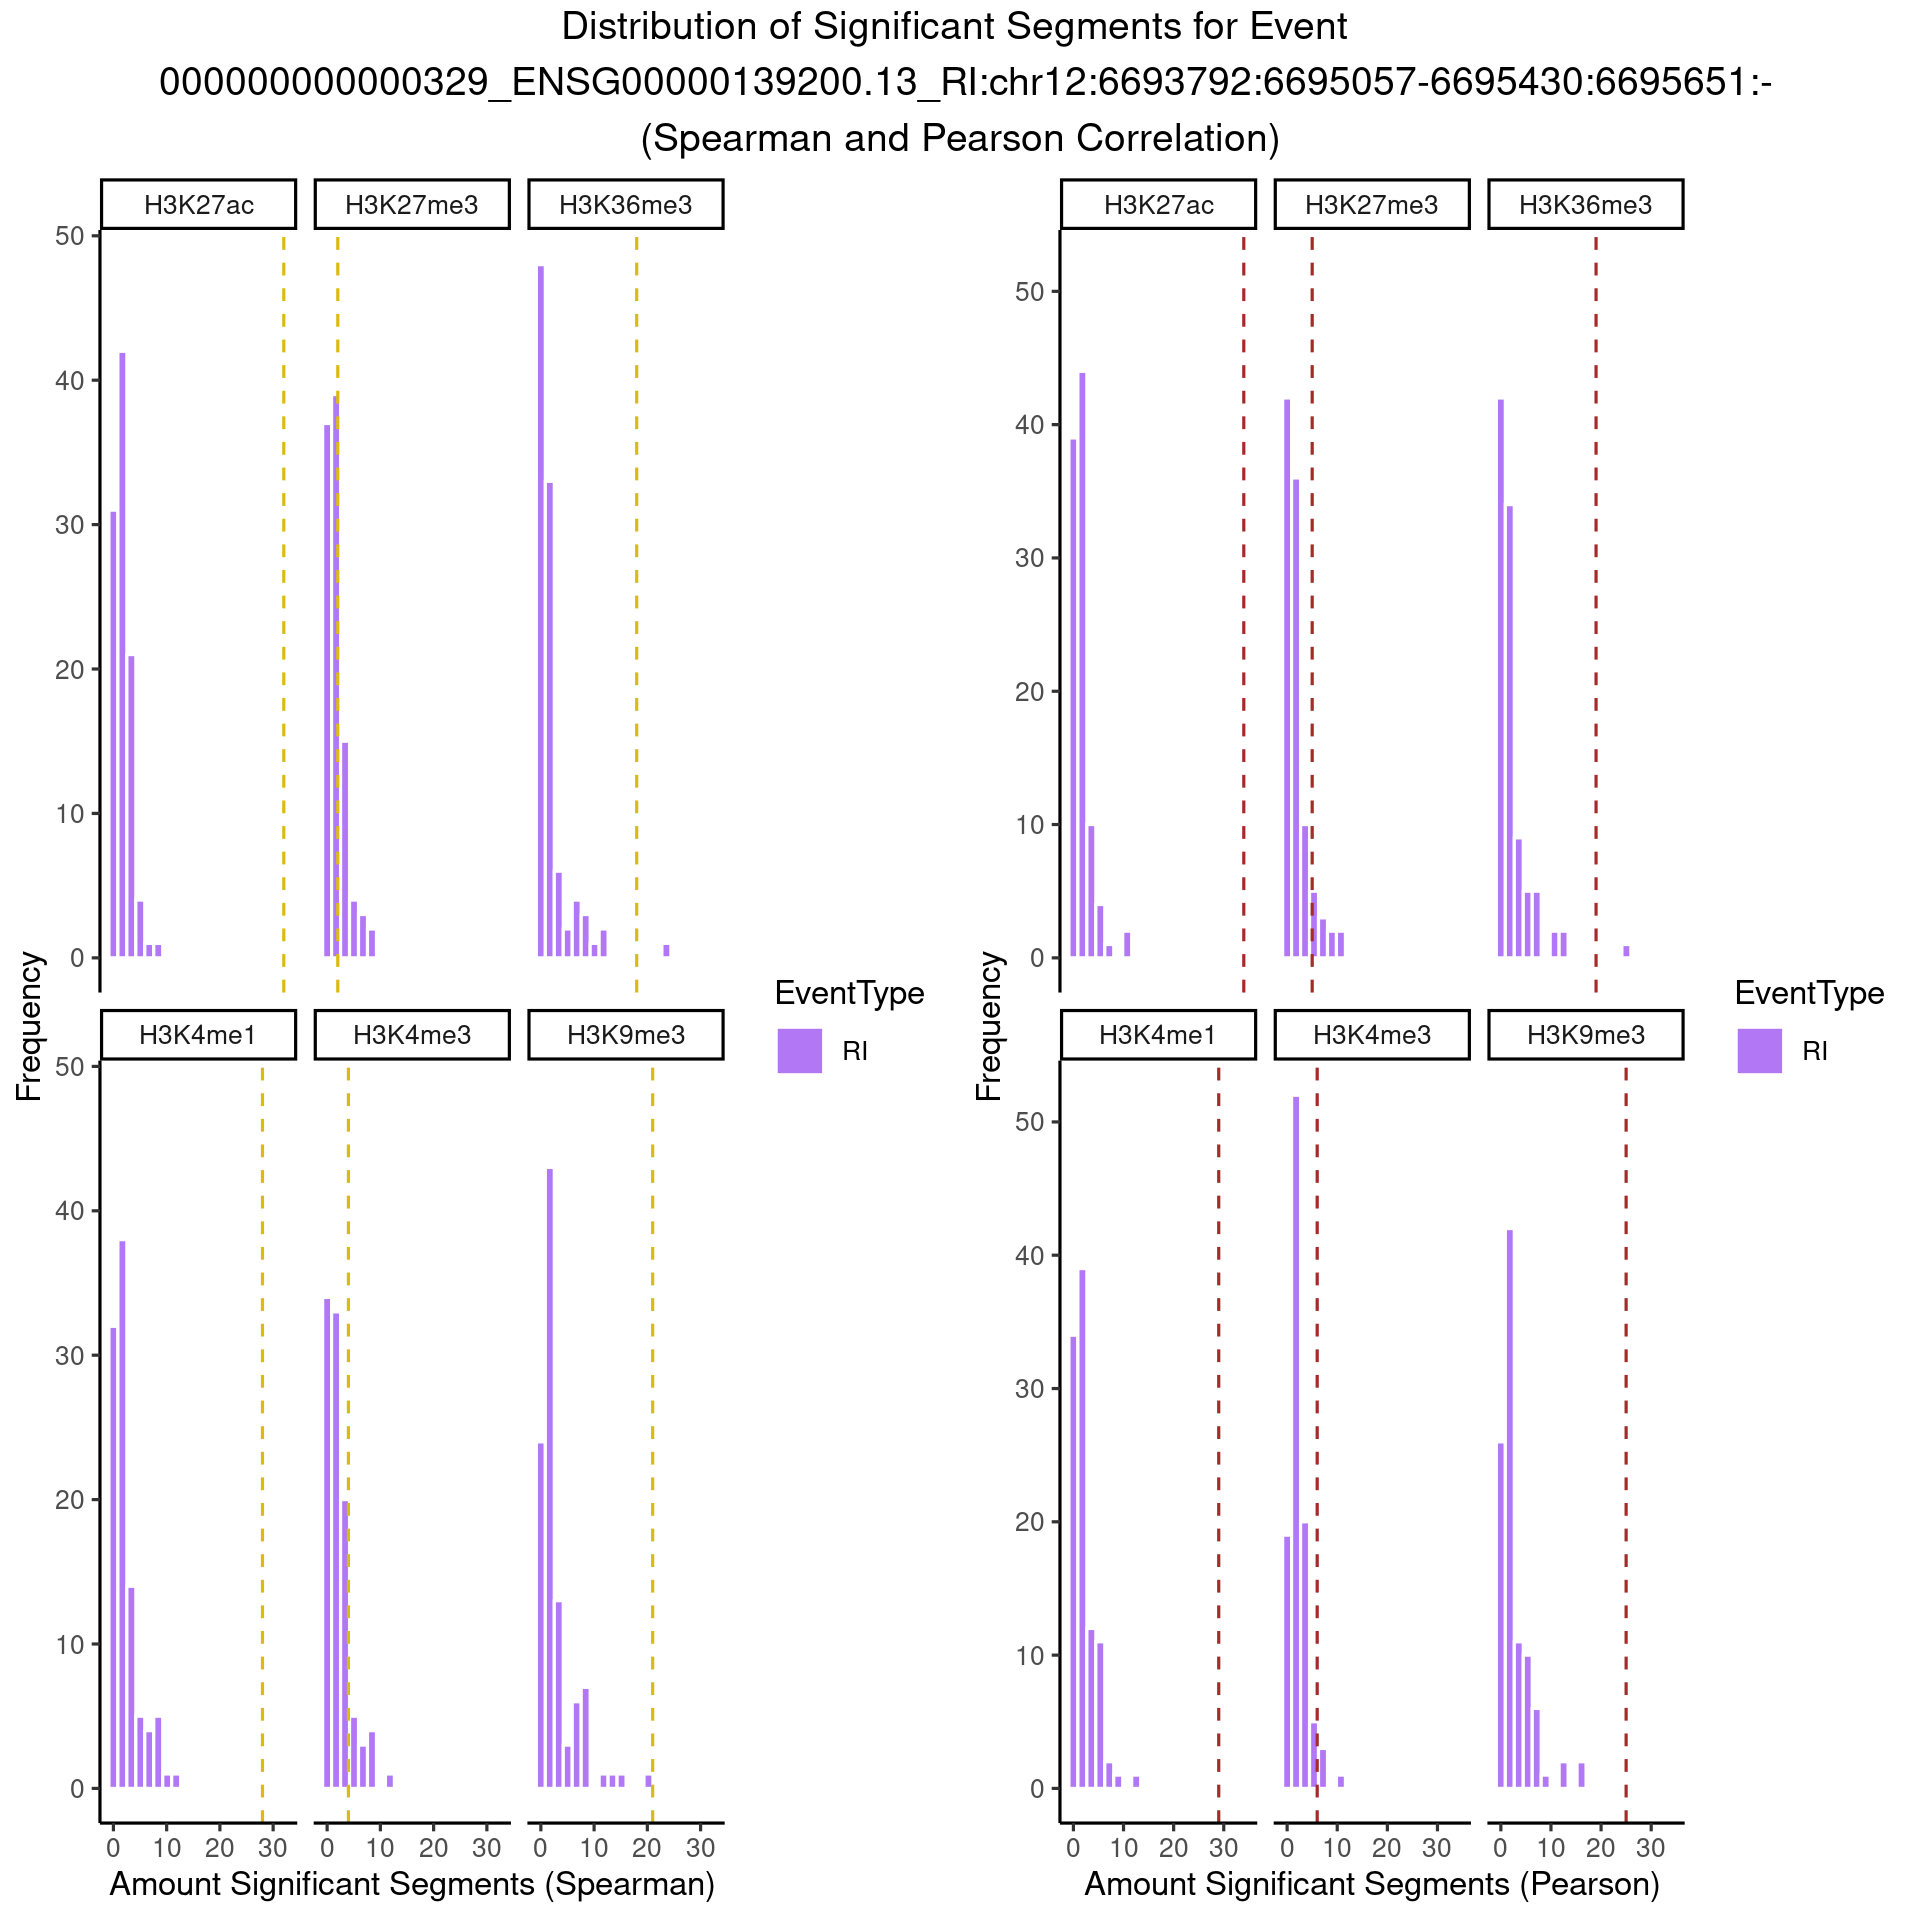 Distribution of Significant Segments for Event
000000000000329_ENSG00000139200.13_RI:chr12:6693792:6695057-6695430:6695651:-
(Spearman and Pearson Correlation)
H3K27ac H3K27me3 H3K36me3
50
40
30
20
10
0
H3K4me1 H3K4me3 H3K9me3
50
40
30
20
10
0
0 10 20 30 0 10 20 30 0 10 20 30
Frequency
Amount Significant Segments (Spearman)
EventType
RI
H3K27ac H3K27me3 H3K36me3
50
40
30
20
10
0
H3K4me1 H3K4me3 H3K9me3
50
40
30
20
10
0
0 10 20 30 0 10 20 30 0 10 20 30
Frequency
Amount Significant Segments (Pearson)
EventType
RI